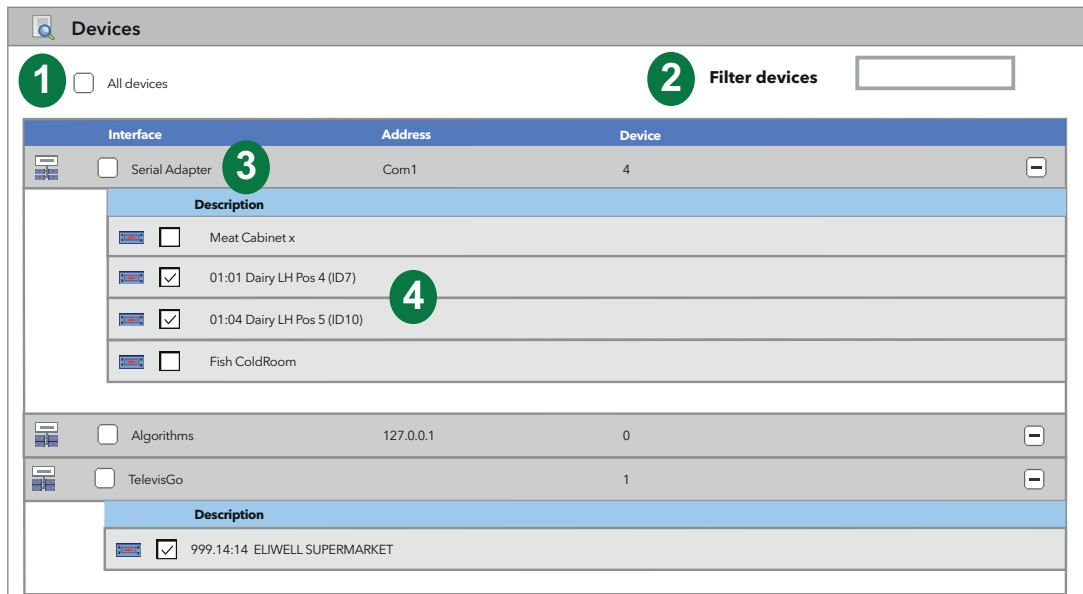 Devices
1 All devices 2 Filter devices
Interface Address Device
Serial Adapter 3 Com1 4
Description
Meat Cabinet x
01:01 Dairy LH Pos 4 (ID7)
4
01:04 Dairy LH Pos 5 (ID10)
Fish ColdRoom
Algorithms 127.0.0.1 0
TelevisGo 1
Description
999.14:14 ELIWELL SUPERMARKET